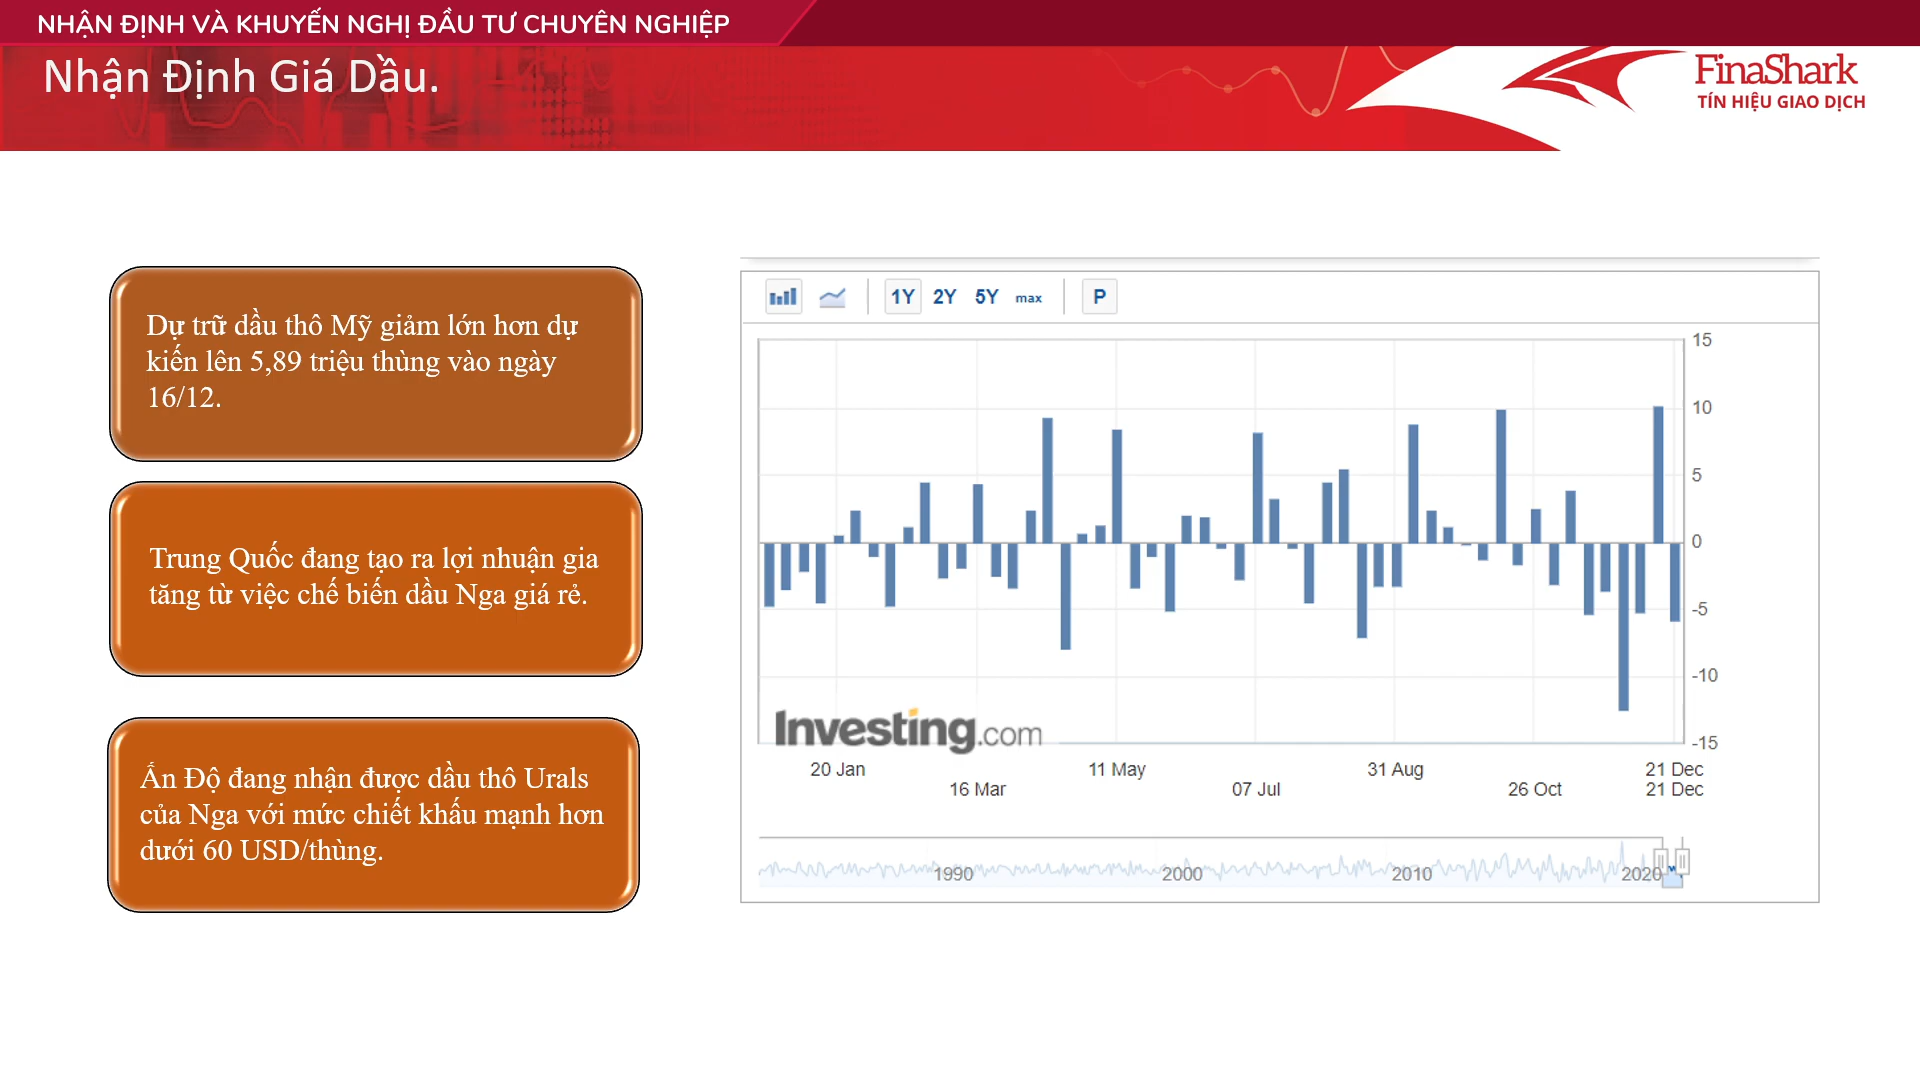 NHẬN ĐỊNH VÀ KHUYẾN NGHỊ ĐẦU TƯ CHUYÊN NGHIỆP
Nhận Định Giá Dầu.
FinaShark
TÍN HIỆU GIAO DỊCH
Dự trữ dầu thô Mỹ giảm lớn hơn dự
kiến lên 5,89 triệu thùng vào ngày
16/12.
Trung Quốc đang tạo ra lợi nhuận gia
tăng từ việc chế biến dầu Nga giá rẻ.
Ấn Độ đang nhận được dầu thô Urals
của Nga với mức chiết khấu mạnh hơn
dưới 60 USD/thùng.
1Y 2Y 5Y max P
15
10
5
0
-5
-10
-15
Investing.com
20 Jan 11 May 31 Aug 21 Dec
16 Mar 07 Jul 26 Oct 21 Dec
1990 2000 2010 2020